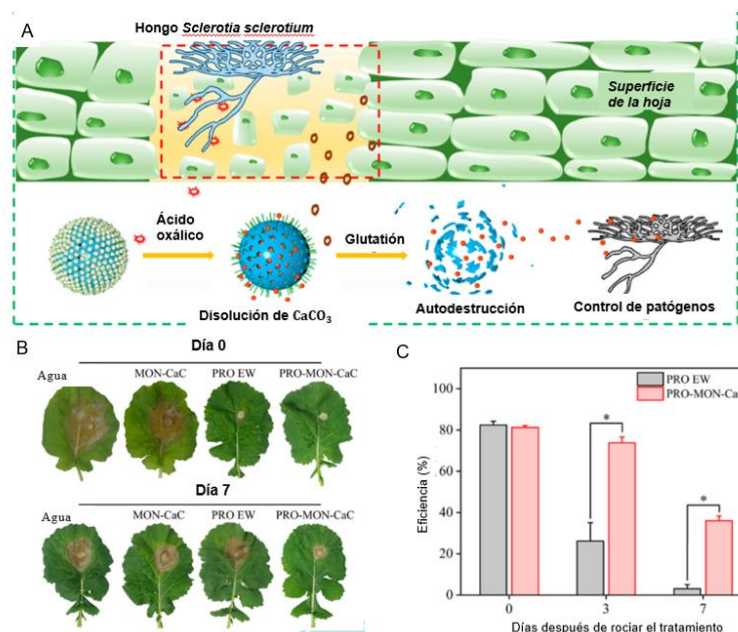 A
Hongo Sclerotia sclerotium
Superficie
de la hoja
Ácido
oxálico
Glutatión
Disolución de CaCO3
Autodestrucción
Control de patógenos
B
Día 0
Agua MON-CaC PRO EW PRO-MON-CaC
Día 7
Agua MON-CaC PRO EW PRO-MON-CaC
C
PRO EW
PRO-MON-Ca
Eficiencia (%)
100
80
60
40
20
0
* *
0 3 7
Días después de rociar el tratamiento